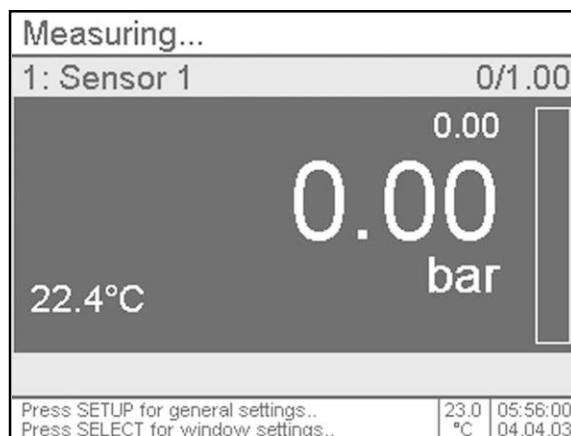 Measuring...
1: Sensor 1 0/1.00
0.00
0.00
bar
22.4°C
Press SETUP for general settings.. 23.0 05:56:00
Press SELECT for window settings.. °C 04.04.03